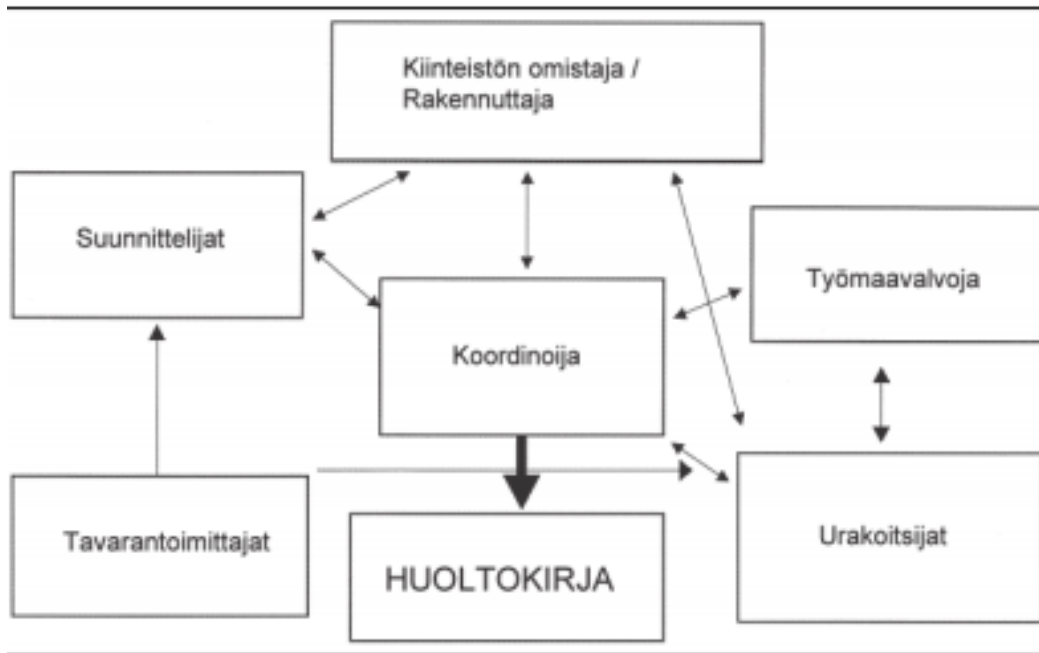 Kiinteistön omistaja /
Rakennuttaja
Suunnittelijat
Työmaavalvoja
Koordinoija
Tavarantoimittajat
Urakoitsijat
HUOLTOKIRJA